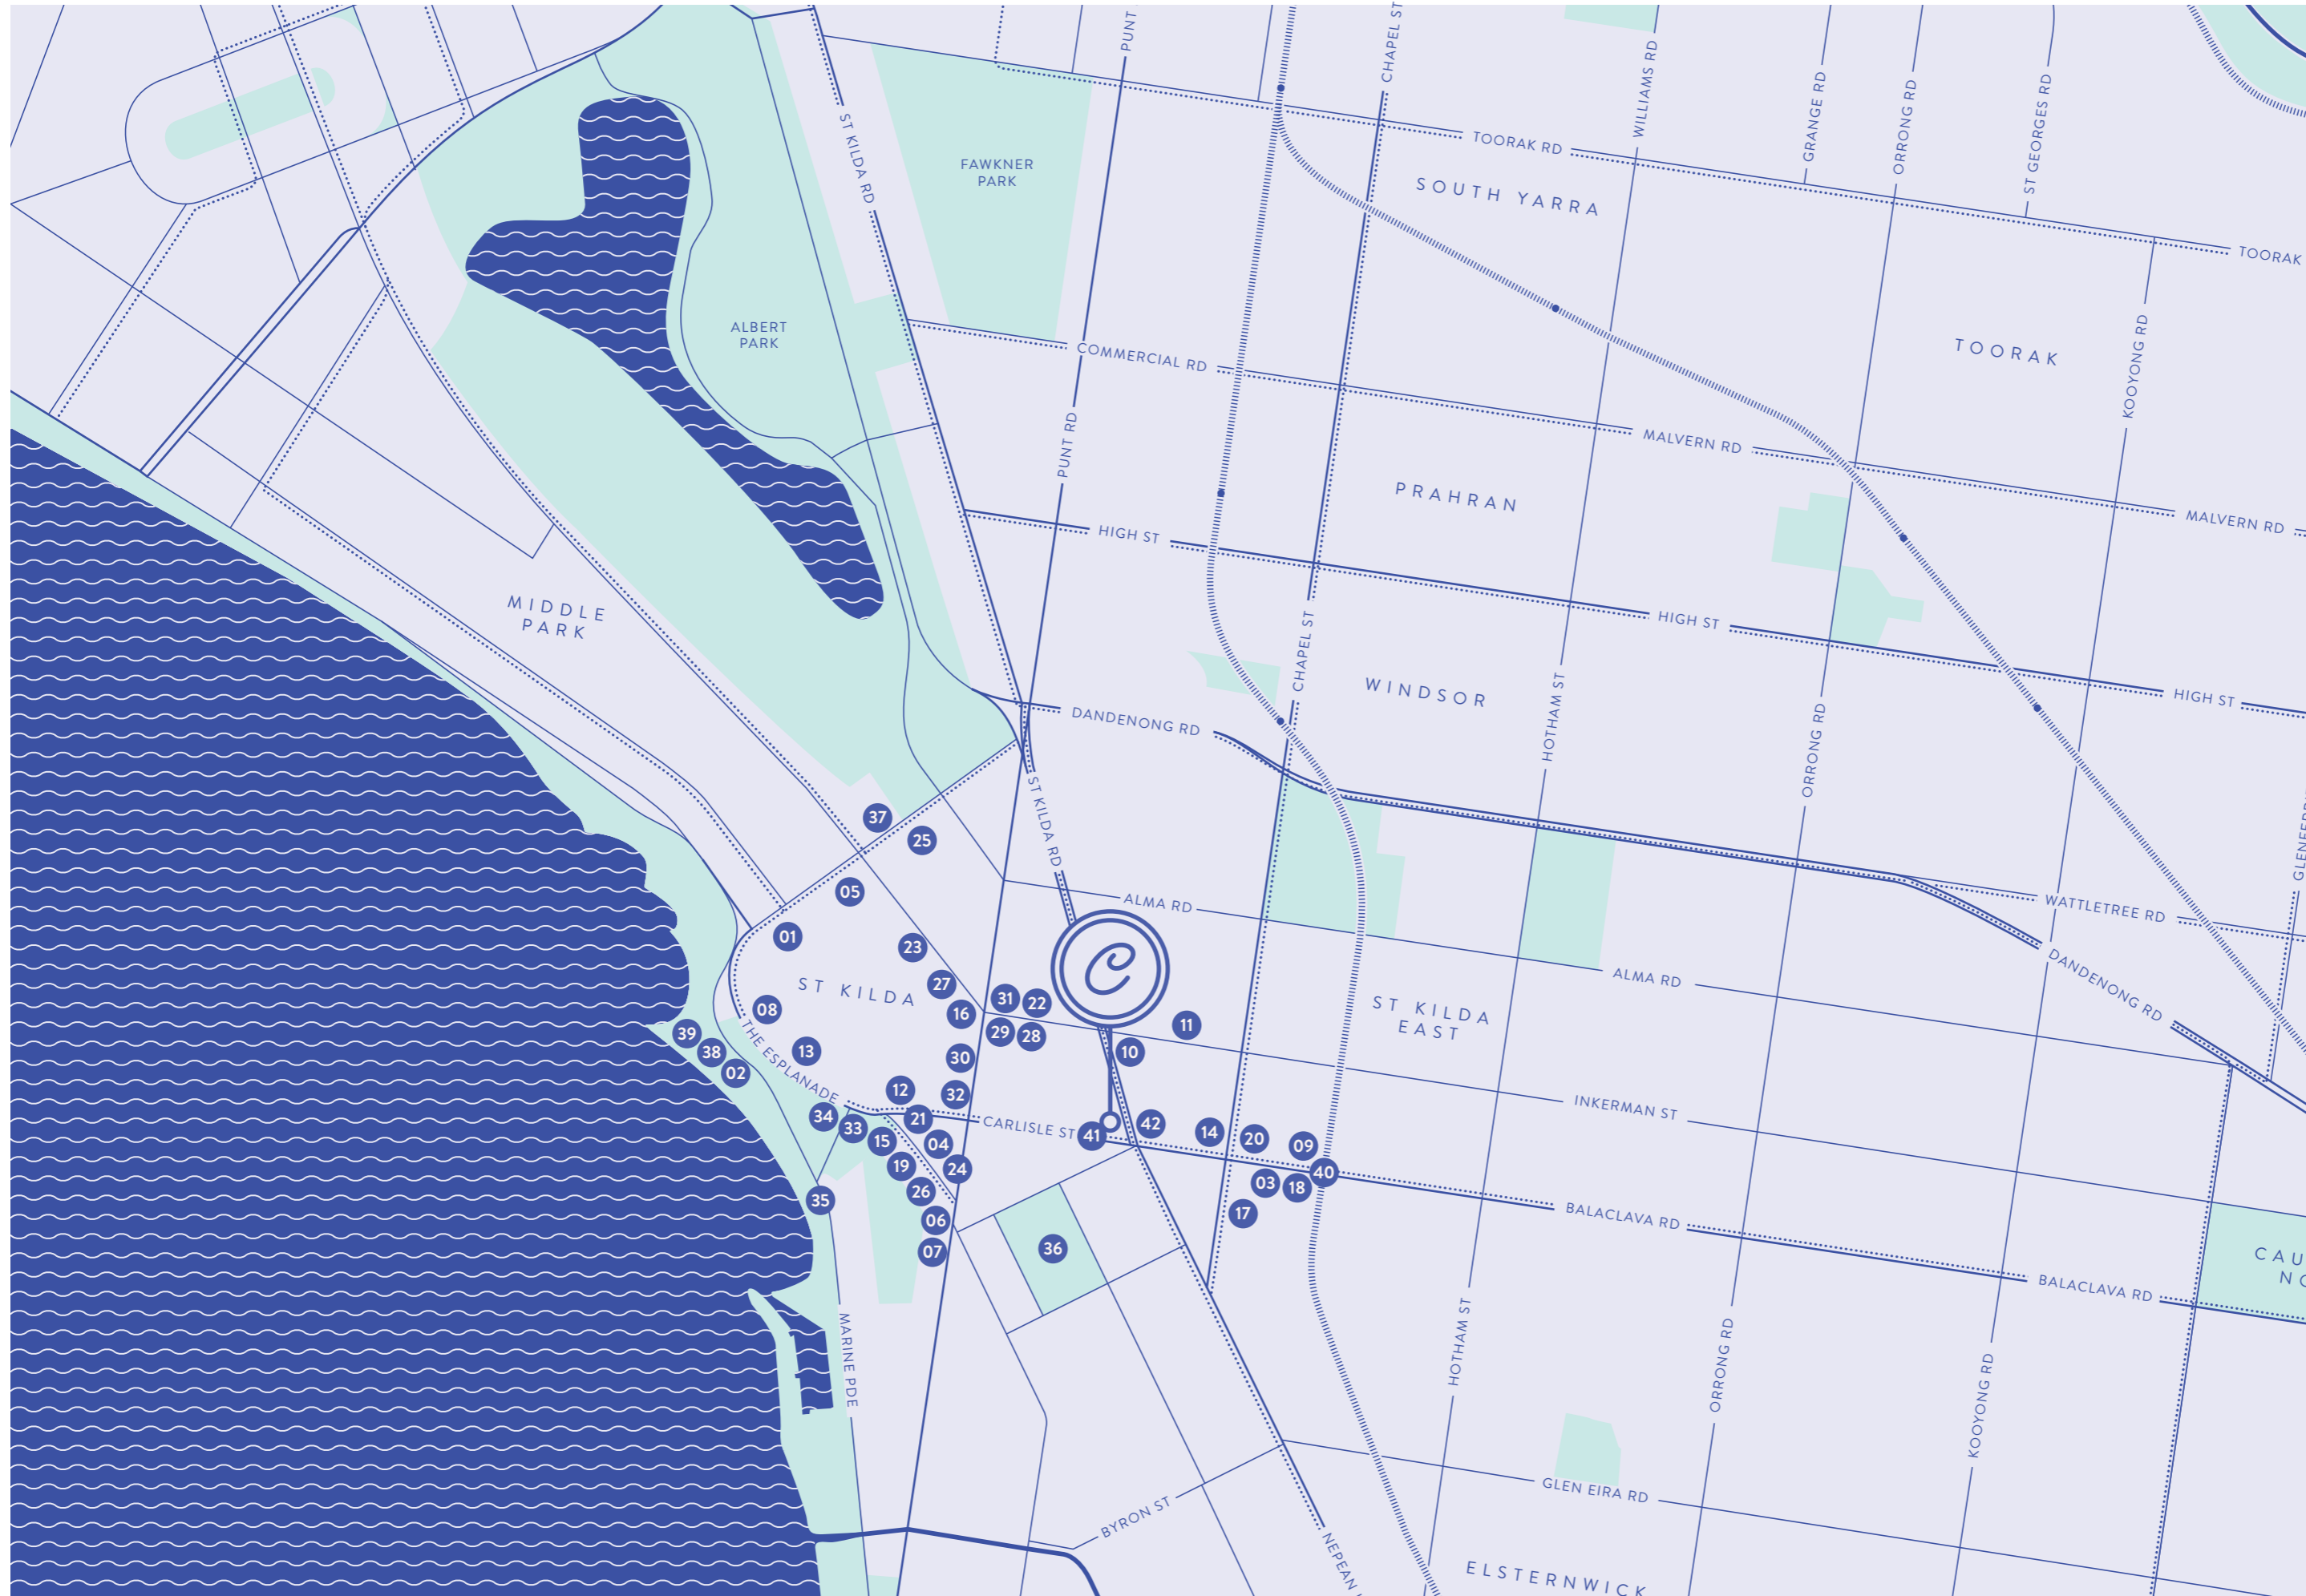 PUNT
CHAPEL ST
WILLIAMS RD
GRANGE RD
ORRONG RD
ST GEORGES RD
ST KILDA RD
FAWKNER
PARK
TOORAK RD
SOUTH YARRA
TOORAK
ALBERT
PARK
COMMERCIAL RD
TOORAK
KOOYONG RD
PUNT RD
MALVERN RD
PRAHRAN
MALVERN RD
HIGH ST
MIDDLE
PARK
HIGH ST
CHAPEL ST
WINDSOR
HOTHAM ST
HIGH ST
DANDENONG RD
ORRONG RD
ST KILDA RD
37
25
05
ALMA RD
WATTLETREE RD
01
23
C
ALMA RD
DANDENONG RD
ST KILDA
27
31
22
08
16
11
ST KILDA
EAST
39
29
28
38
13
30
10
02
THE ESPLANADE
12
32
INKERMAN ST
34
33
21
CARLISLE ST
41
42
14
20
09
15
04
19
24
40
03
18
35
26
06
17
BALACLAVA RD
07
36
CAU
NO
BALACLAVA RD
MARINE PDE
HOTHAM ST
ORRONG RD
KOOYONG RD
BYRON ST
GLEN EIRA RD
NEPEAN
ELSTERNWICK